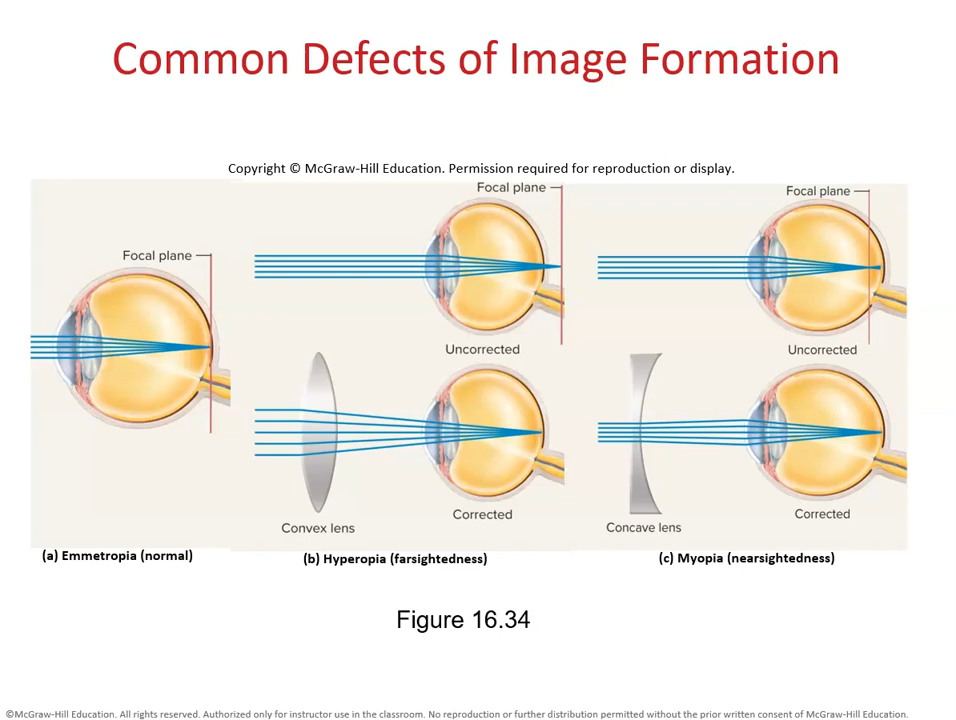 Common Defects of Image Formation
Copyright © McGraw-Hill Education. Permission required for reproduction or display.
Focal plane
Focal plane
Focal plane
Uncorrected
Uncorrected
Convex lens
Corrected
Concave lens
Corrected
(a) Emmetropia (normal)
(b) Hyperopia (farsightedness)
(c) Myopia (nearsightedness)
Figure 16.34
©McGraw-Hill Education. All rights reserved. Authorized only for instructor use in the classroom. No reproduction or further distribution permitted without the prior written consent of McGraw-Hill Education.